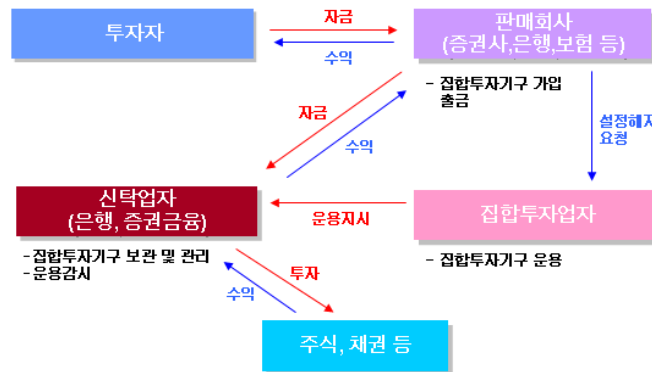 투자자
자금
수익
판매회사
(증권사,은행,보험 등)
- 집합투자기구 가입
출금
자금
수익
설정해지
요청
신탁업자
(은행, 증권금융)
운용지시
집합투자업자
-집합투자기구 보관 및 관리
-운용감시
- 집합투자기구 운용
투자
수익
주식, 채권 등